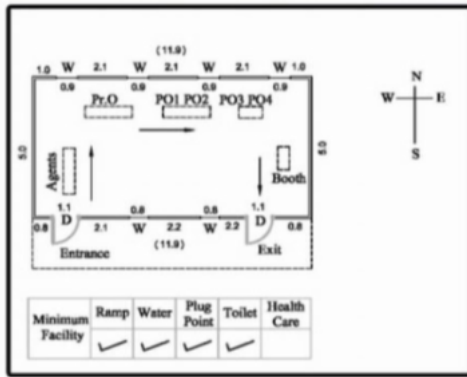 (11.9)
1.0 W 2.1 W 2.1 W 2.1 W 1.0
0.9 0.9 0.9 0.9
Pr.O PO1 PO2 PO3 PO4
N
W E
S
5.0 5.0
Agents
Booth
1.1 0.8 0.8 1.1
0.8 D 2.1 W 2.2 W 2.2 D 0.8
(11.9)
Entrance Exit
Minimum Facility Ramp Water Plug Point Toilet Health Care